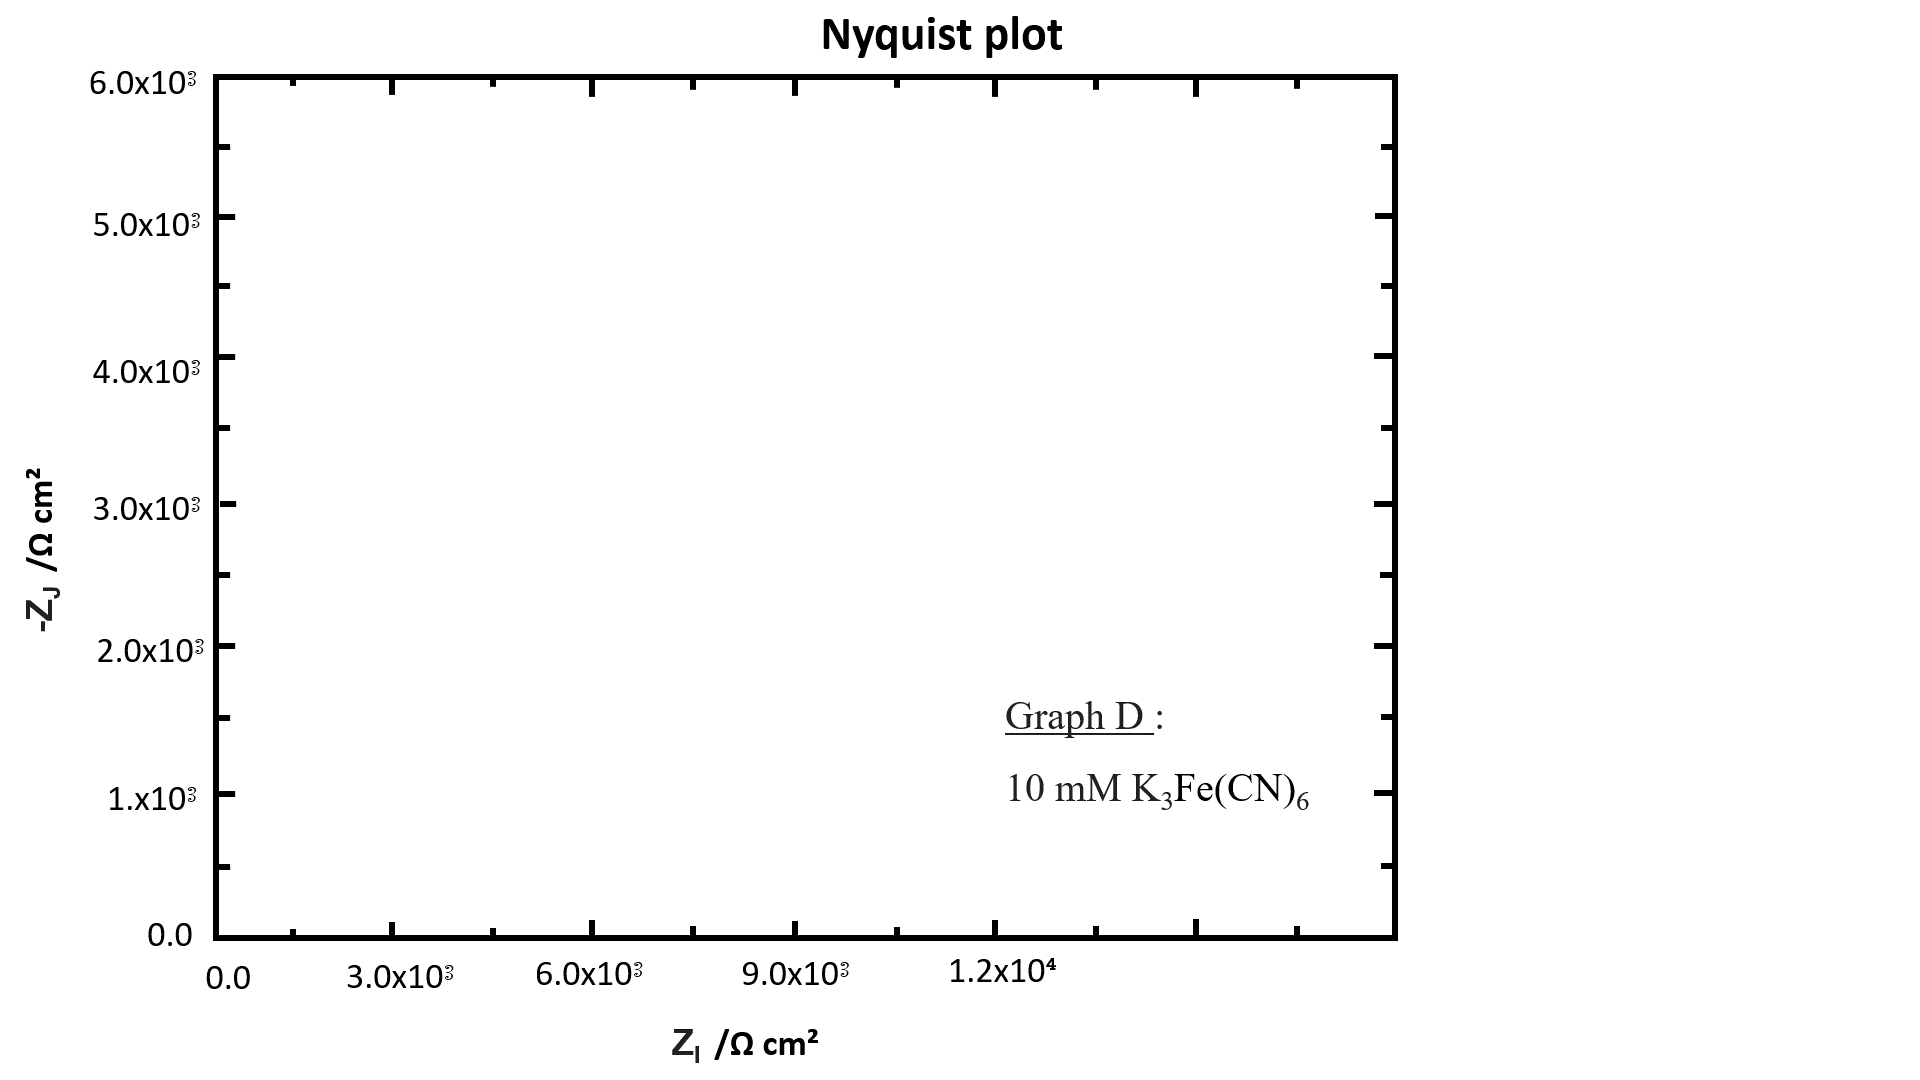 Nyquist plot
6.0x10³
5.0x10³
4.0x10³
3.0x10³
2.0x10³
1.x10³
0.0
-Z_J /Ω cm²
Graph D :
10 mM K₃Fe(CN)₆
0.0 3.0x10³ 6.0x10³ 9.0x10³ 1.2x10⁴
Z_I /Ω cm²